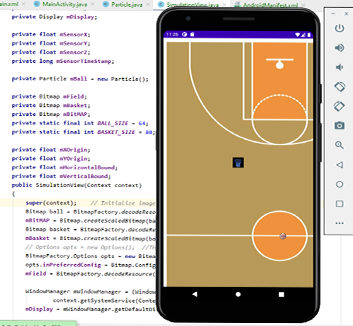 ain.xml
MainActivity.java
Particle.java
SimulationView.java
AndroidManifest.xml
private Display mDisplay;
private float mSensorX;
private float mSensorY;
private float mSensorZ;
private long mSensorTimeStamp;
private Particle mBall = new Particle();
private Bitmap mField;
private Bitmap mBasket;
private Bitmap mBitMAP;
private static final int BALL_SIZE = 64;
private static final int BASKET_SIZE = 80;
private float mXOrigin;
private float mYOrigin;
private float mHorizontalBound;
private float mVerticalBound;
public SimulationView(Context context)
{
super(context); // Initialize image
Bitmap ball = BitmapFactory.decodeReso
mBitMAP = Bitmap.createScaledBitmap(ba
Bitmap basket = BitmapFactory.decodeRe
mBasket = Bitmap.createScaledBitmap(ba
// Options opts = new Options(); //Th
BitmapFactory.Options opts = new Bitma
opts.inPreferredConfig = Bitmap.Config
mField = BitmapFactory.decodeResource(
WindowManager mWindowManager = (Window
context.getSystemService(Conte
mDisplay = mWindowManager.getDefaultDi
11:26